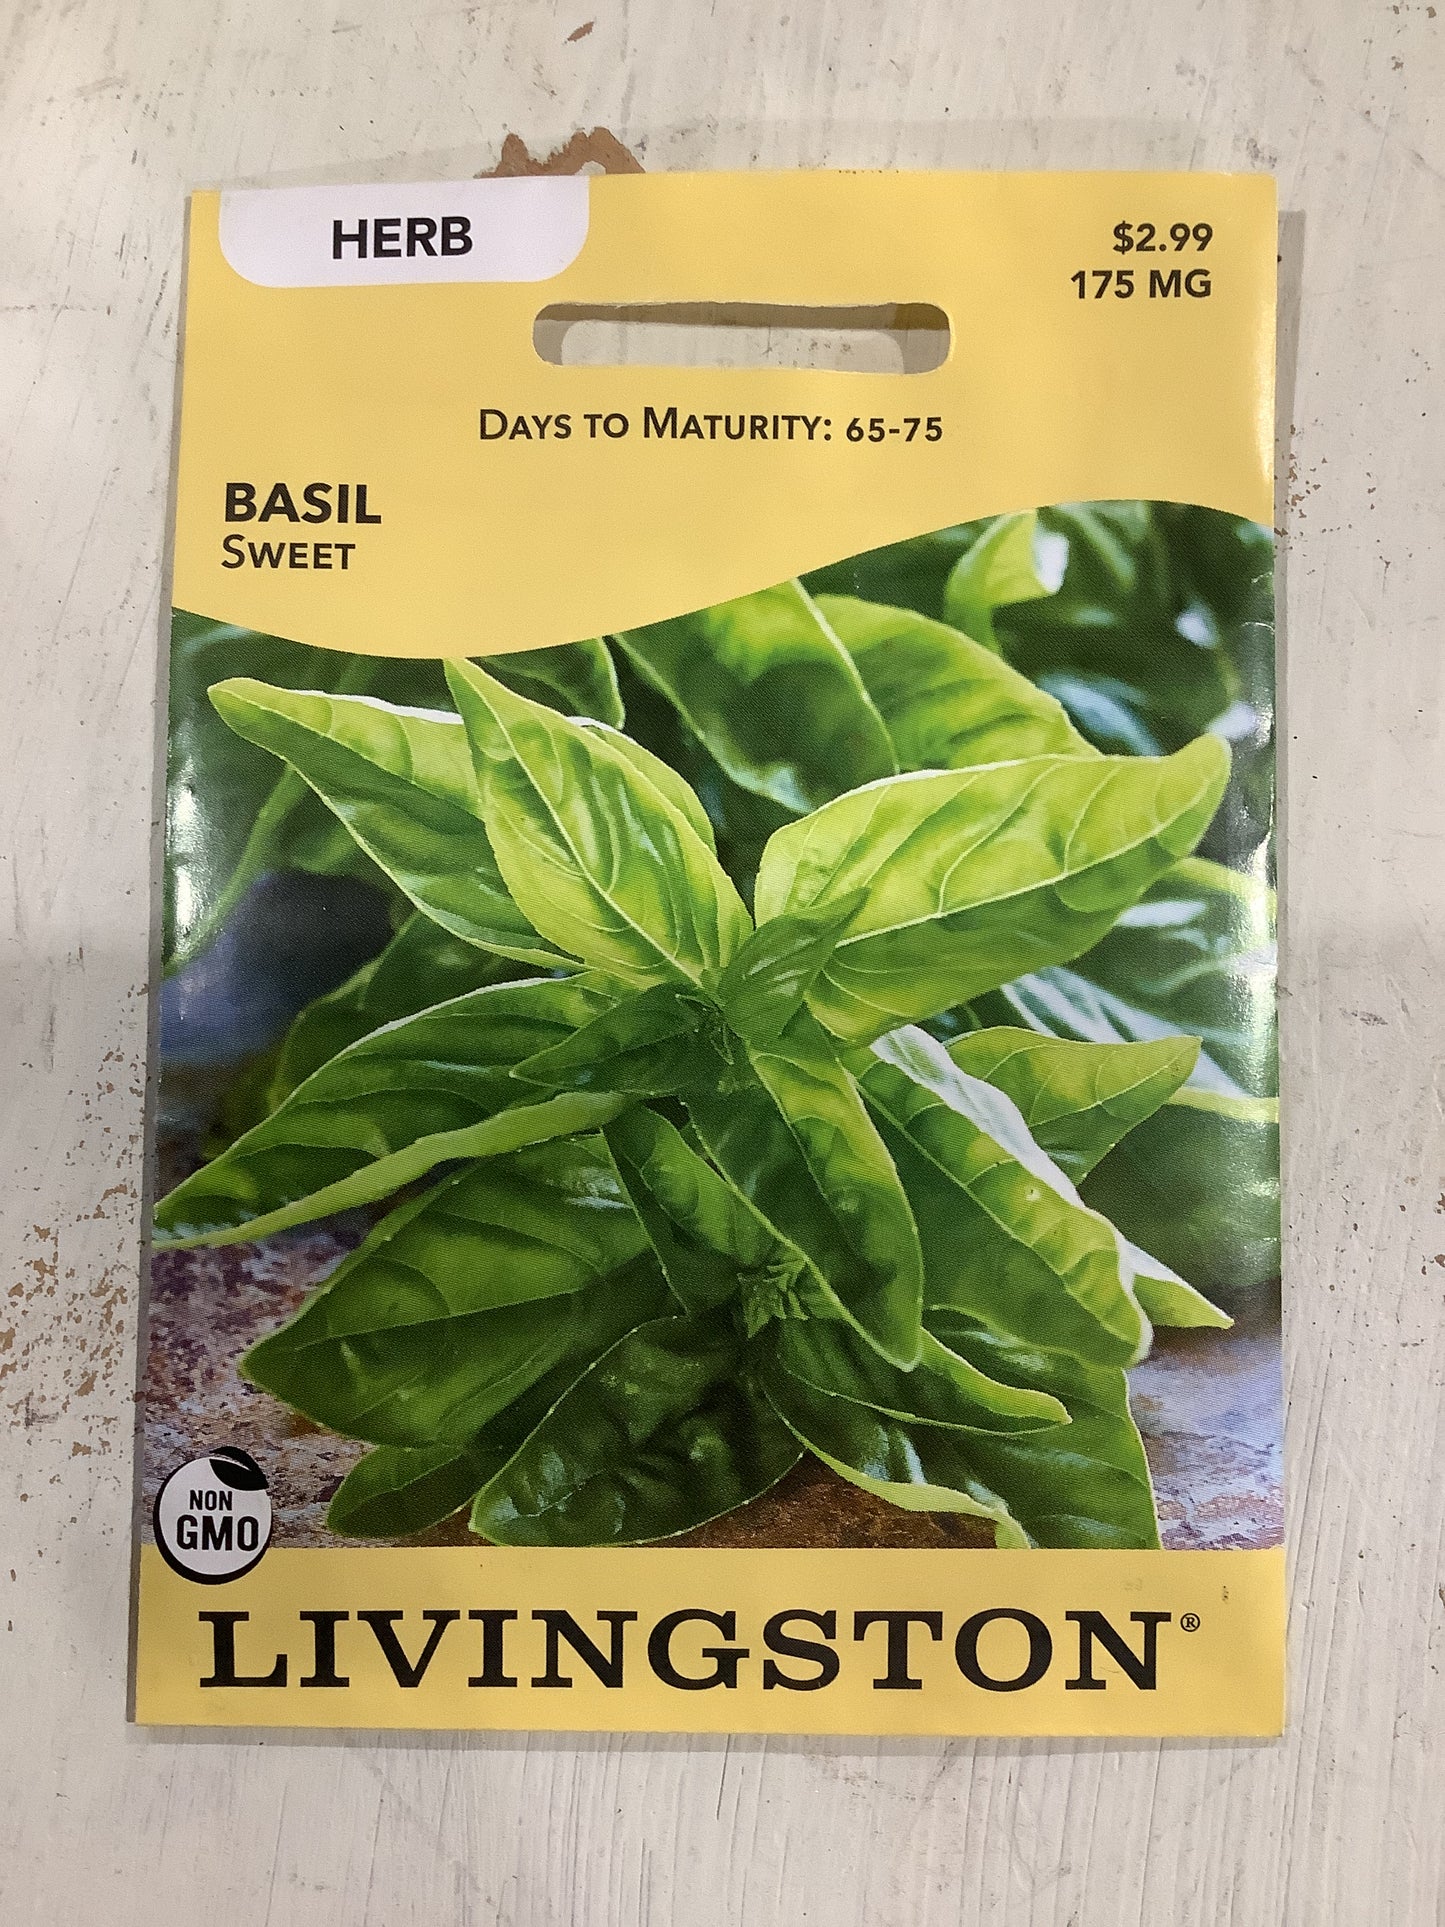 HERB
$2.99
175 MG
DAYS TO MATURITY: 65-75
BASIL
SWEET
NON
GMO
LIVINGSTON®